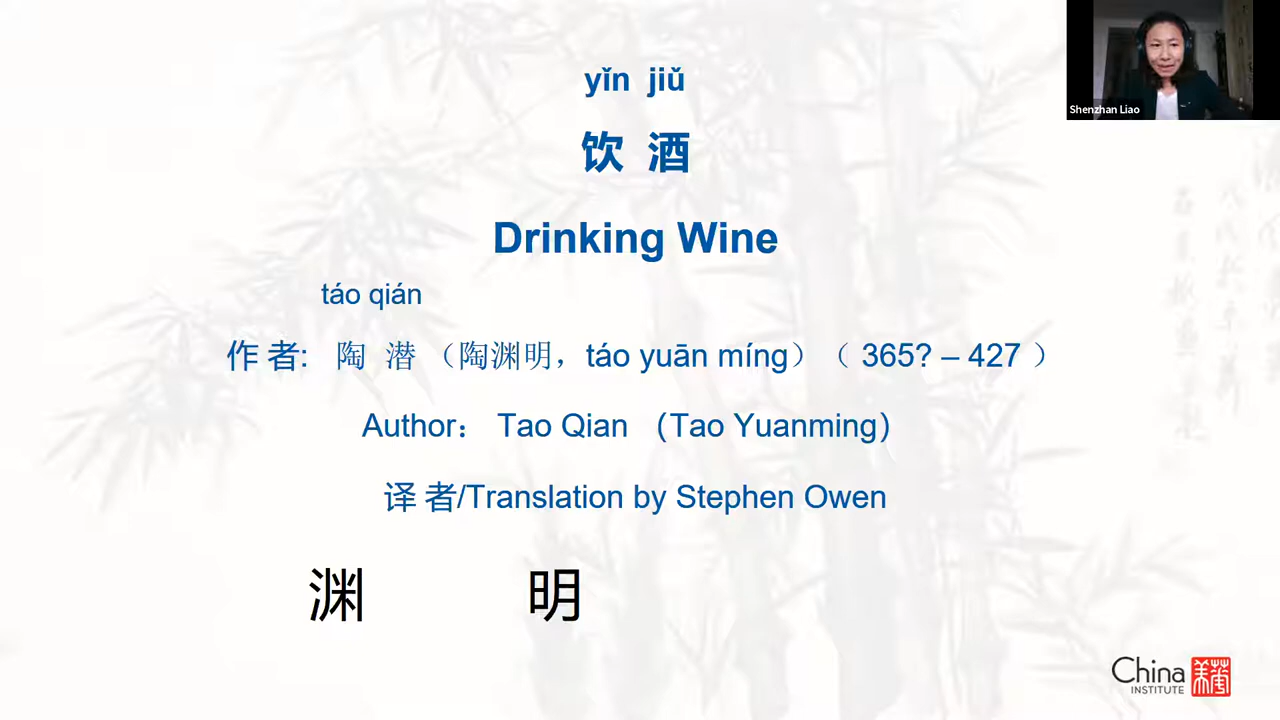 yǐn jiǔ
饮 酒
Drinking Wine
táo qián
作 者: 陶 潜 （陶渊明，táo yuān míng）（ 365? – 427 ）
Author： Tao Qian （Tao Yuanming）
译 者/Translation by Stephen Owen
渊 明
Shenzhan Liao
China
INSTITUTE